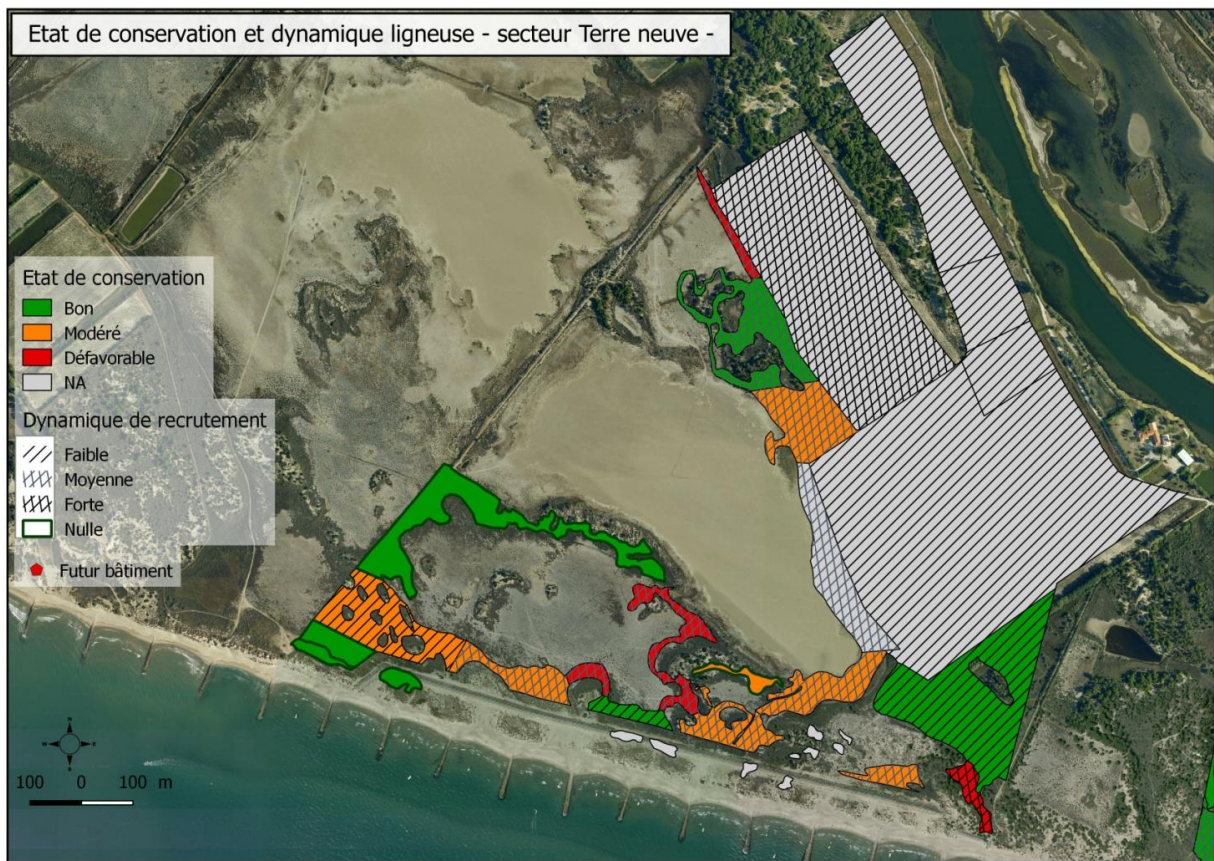 Etat de conservation et dynamique ligneuse - secteur Terre neuve -
Etat de conservation
Bon
Modéré
Défavorable
NA
Dynamique de recrutement
Faible
Moyenne
Forte
Nulle
Futur bâtiment
100 0 100 m